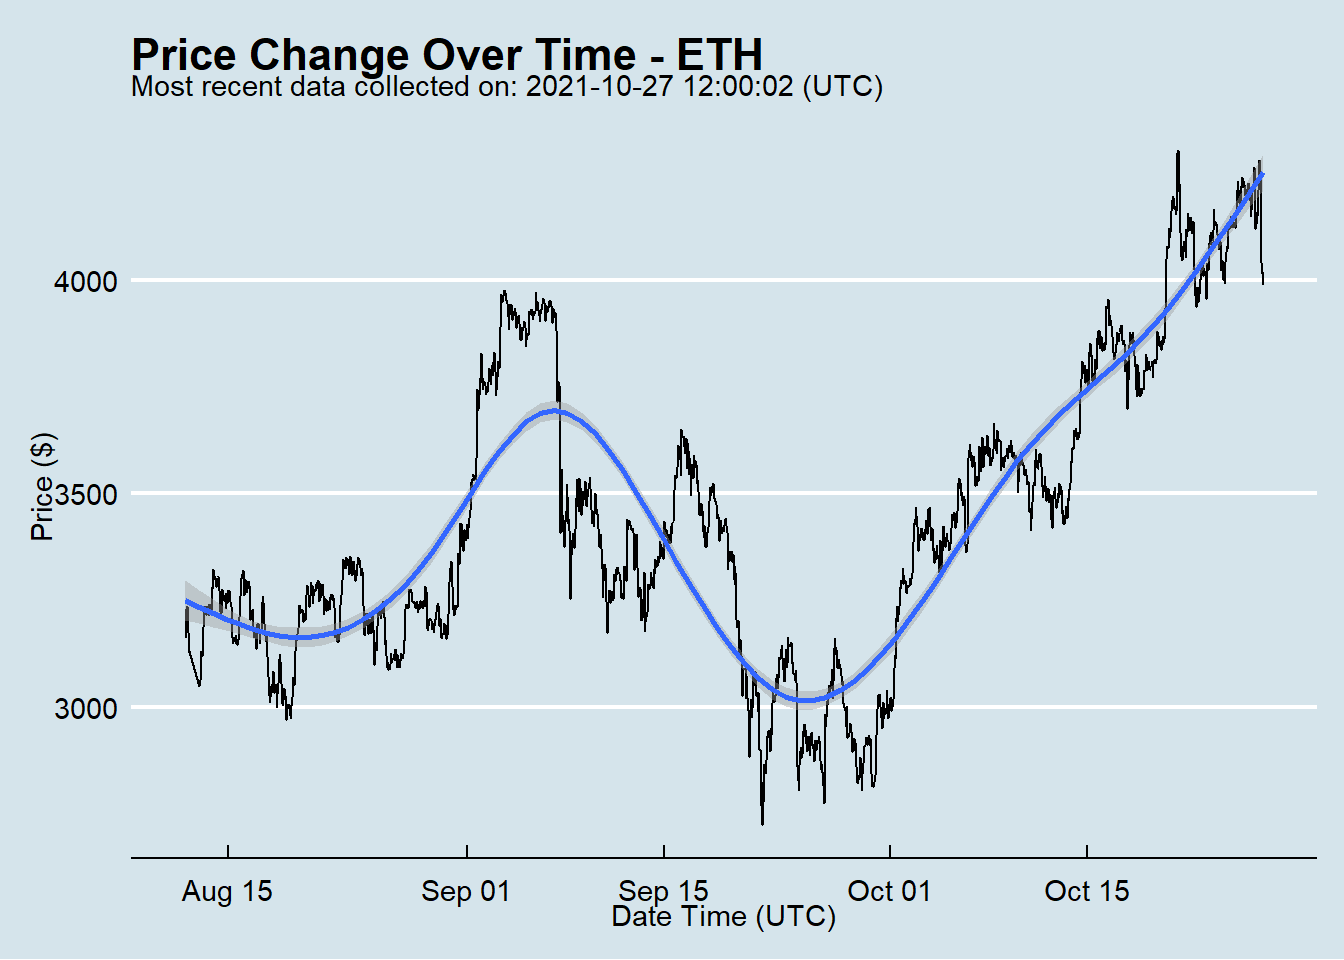 Price Change Over Time - ETH
Most recent data collected on: 2021-10-27 12:00:02 (UTC)
Price ($)
4000
3500
3000
Aug 15
Sep 01
Sep 15
Oct 01
Oct 15
Date Time (UTC)